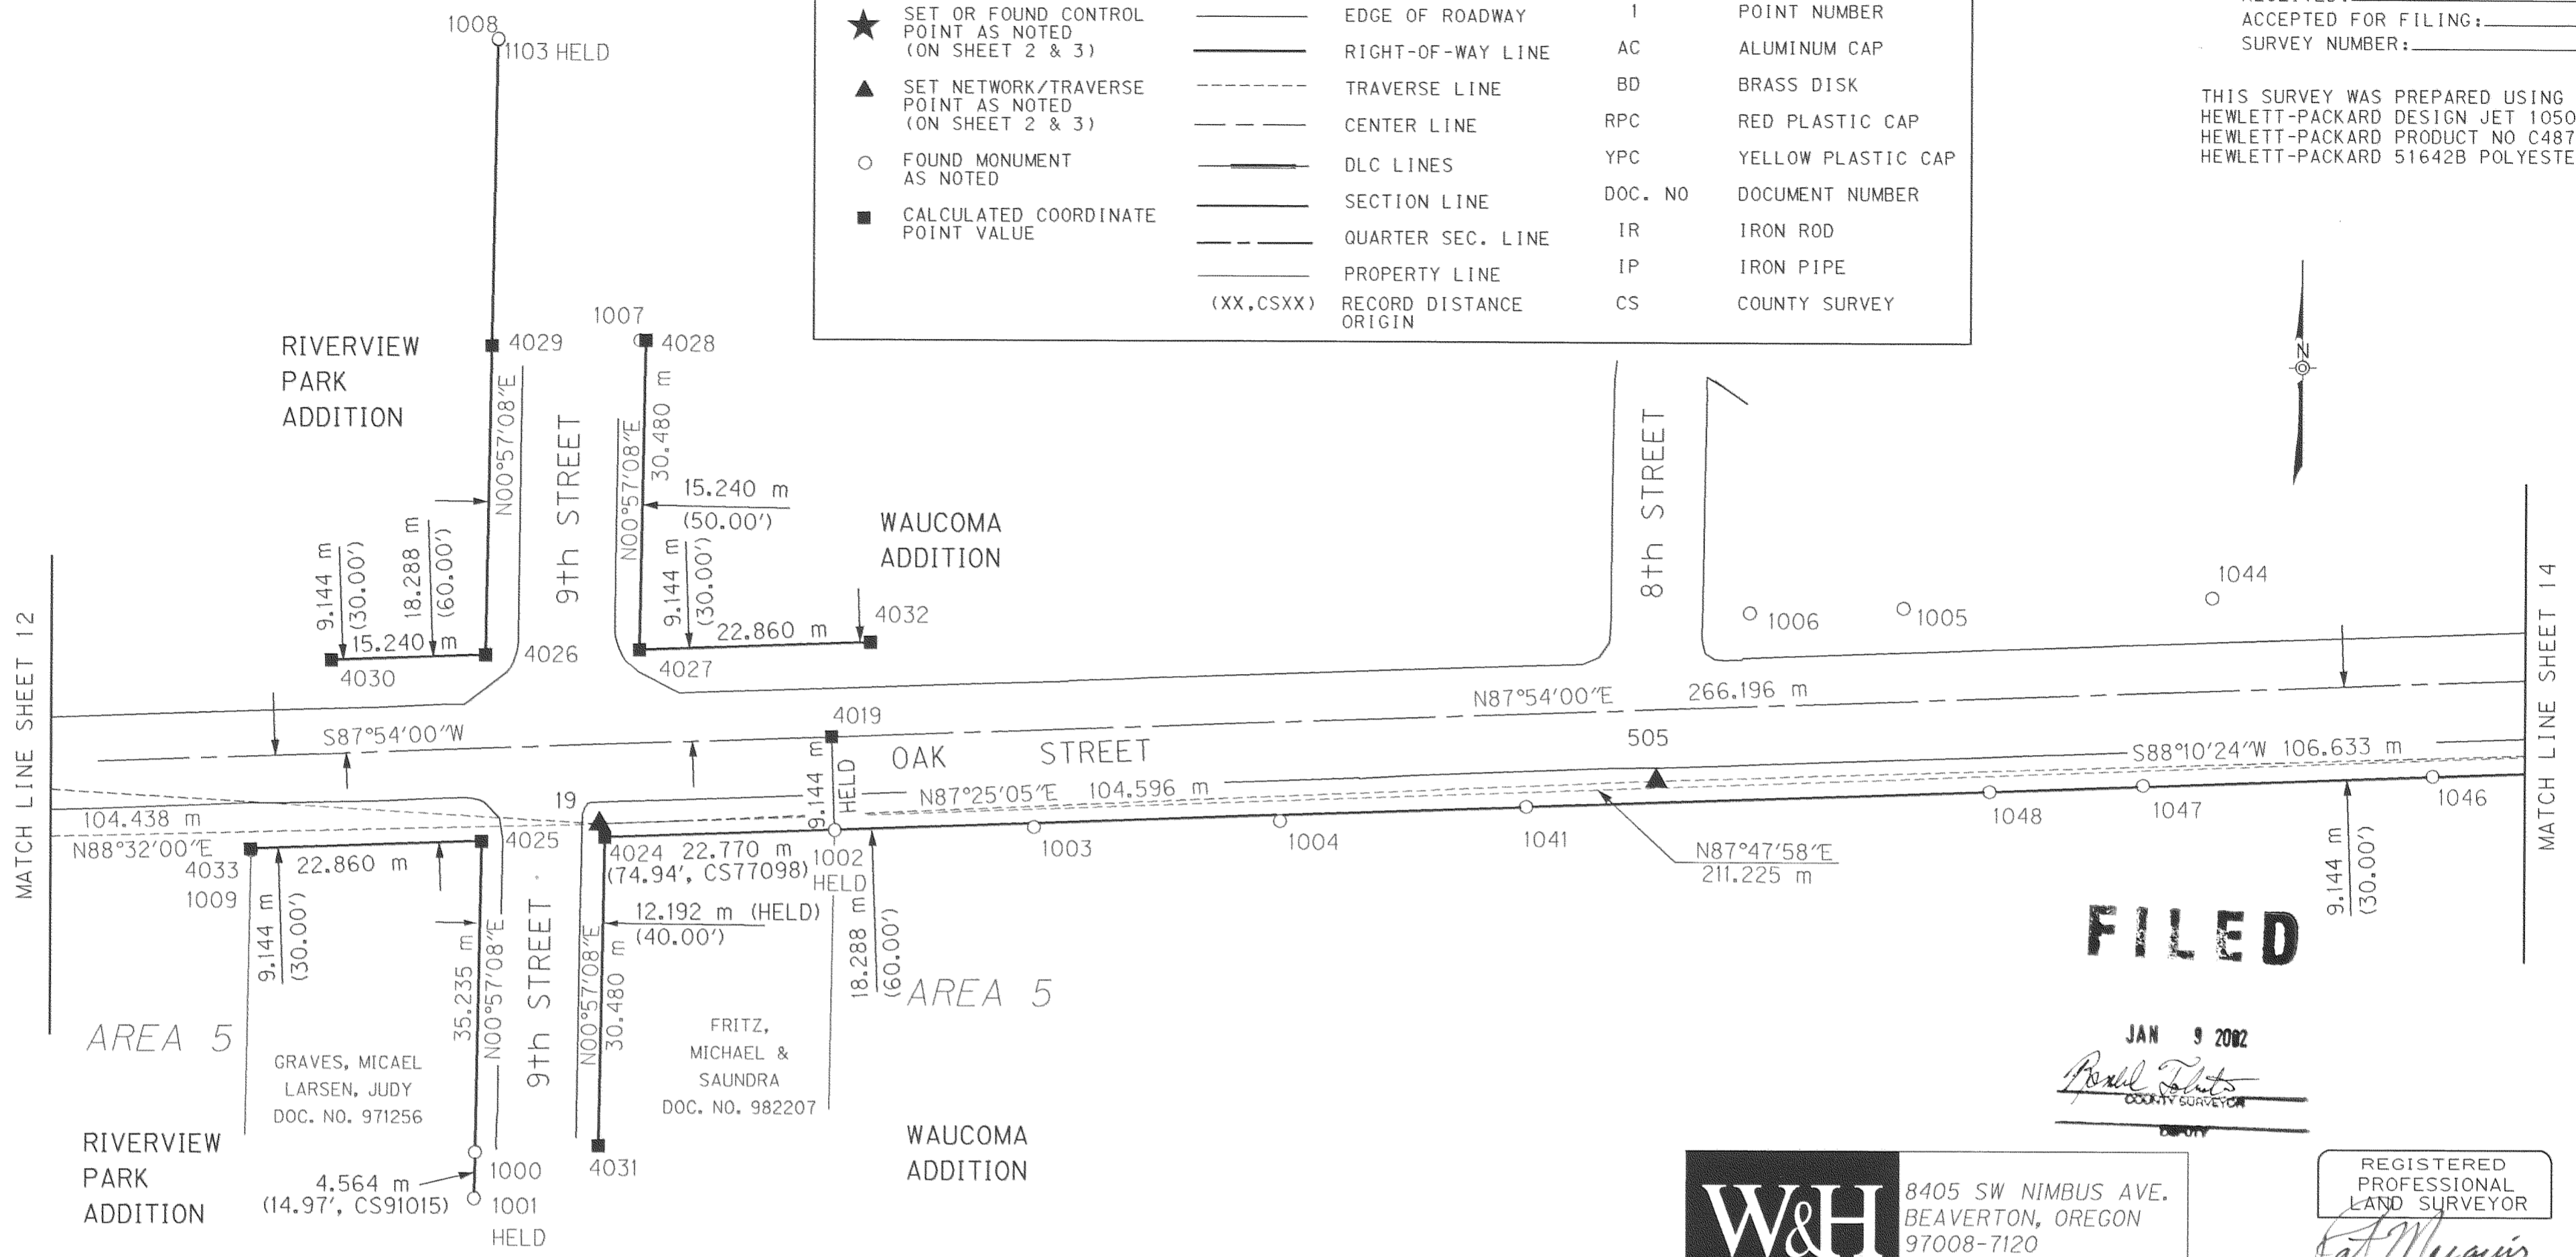 SET OR FOUND CONTROL
POINT AS NOTED
(ON SHEET 2 & 3)
SET NETWORK/TRAVERSE
POINT AS NOTED
(ON SHEET 2 & 3)
FOUND MONUMENT
AS NOTED
CALCULATED COORDINATE
POINT VALUE
EDGE OF ROADWAY
RIGHT-OF-WAY LINE
TRAVERSE LINE
CENTER LINE
DLC LINES
SECTION LINE
QUARTER SEC. LINE
PROPERTY LINE
(XX,CSXX) RECORD DISTANCE
ORIGIN
1 POINT NUMBER
AC ALUMINUM CAP
BD BRASS DISK
RPC RED PLASTIC CAP
YPC YELLOW PLASTIC CAP
DOC. NO DOCUMENT NUMBER
IR IRON ROD
IP IRON PIPE
CS COUNTY SURVEY
ACCEPTED FOR FILING:
SURVEY NUMBER:
THIS SURVEY WAS PREPARED USING
HEWLETT-PACKARD DESIGN JET 1050
HEWLETT-PACKARD PRODUCT NO C487
HEWLETT-PACKARD 51642B POLYESTE
N
1008
1103 HELD
1007
4029
4028
RIVERVIEW
PARK
ADDITION
N00°57'08"E
9th STREET
N00°57'08"E
30.480 m
15.240 m
(50.00')
WAUCOMA
ADDITION
9.144 m
(30.00')
18.288 m
(60.00')
15.240 m
4030
4026
9.144 m
(30.00')
22.860 m
4027
4032
8th STREET
1006
1005
1044
MATCH LINE SHEET 12
MATCH LINE SHEET 14
S87°54'00"W
4019
N87°54'00"E 266.196 m
OAK STREET
505
S88°10'24"W 106.633 m
19
N87°25'05"E 104.596 m
9.144 m
HELD
104.438 m
N88°32'00"E
4025
4033
1009
22.860 m
4024 22.770 m
(74.94', CS77098)
1002
HELD
1003
1004
1041
1048
1047
1046
N87°47'58"E
211.225 m
9.144 m
(30.00')
9.144 m
(30.00')
12.192 m (HELD)
(40.00')
18.288 m
(60.00')
35.235 m
N00°57'08"E
9th STREET
N00°57'08"E
30.480 m
AREA 5
AREA 5
GRAVES, MICAEL
LARSEN, JUDY
DOC. NO. 971256
FRITZ,
MICHAEL &
SAUNDRA
DOC. NO. 982207
RIVERVIEW
PARK
ADDITION
WAUCOMA
ADDITION
1000
4.564 m
(14.97', CS91015)
1001
HELD
4031
FILED
JAN 9 2002
COUNTY SURVEYOR
DEPUTY
W&H
8405 SW NIMBUS AVE.
BEAVERTON, OREGON
97008-7120
REGISTERED
PROFESSIONAL
LAND SURVEYOR